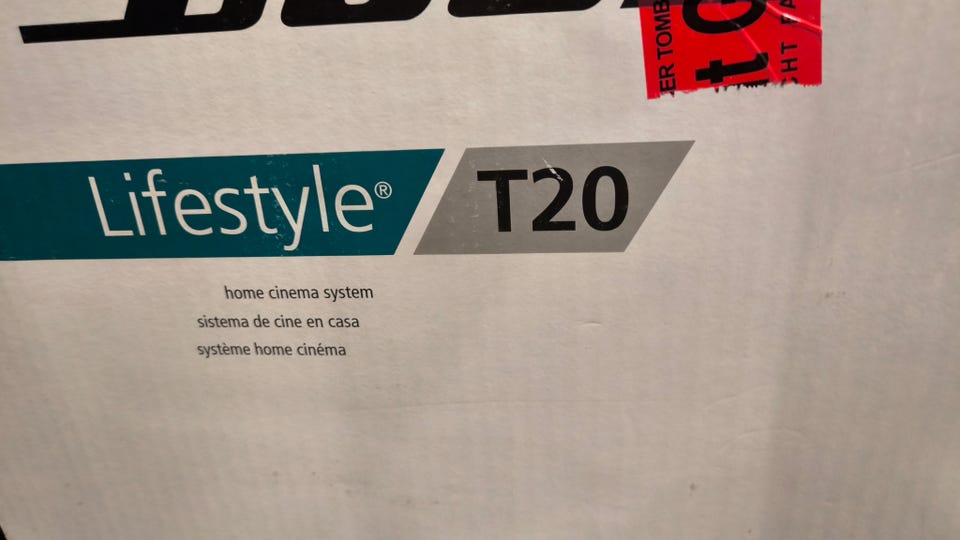 Lifestyle® T20
home cinema system
sistema de cine en casa
système home cinéma